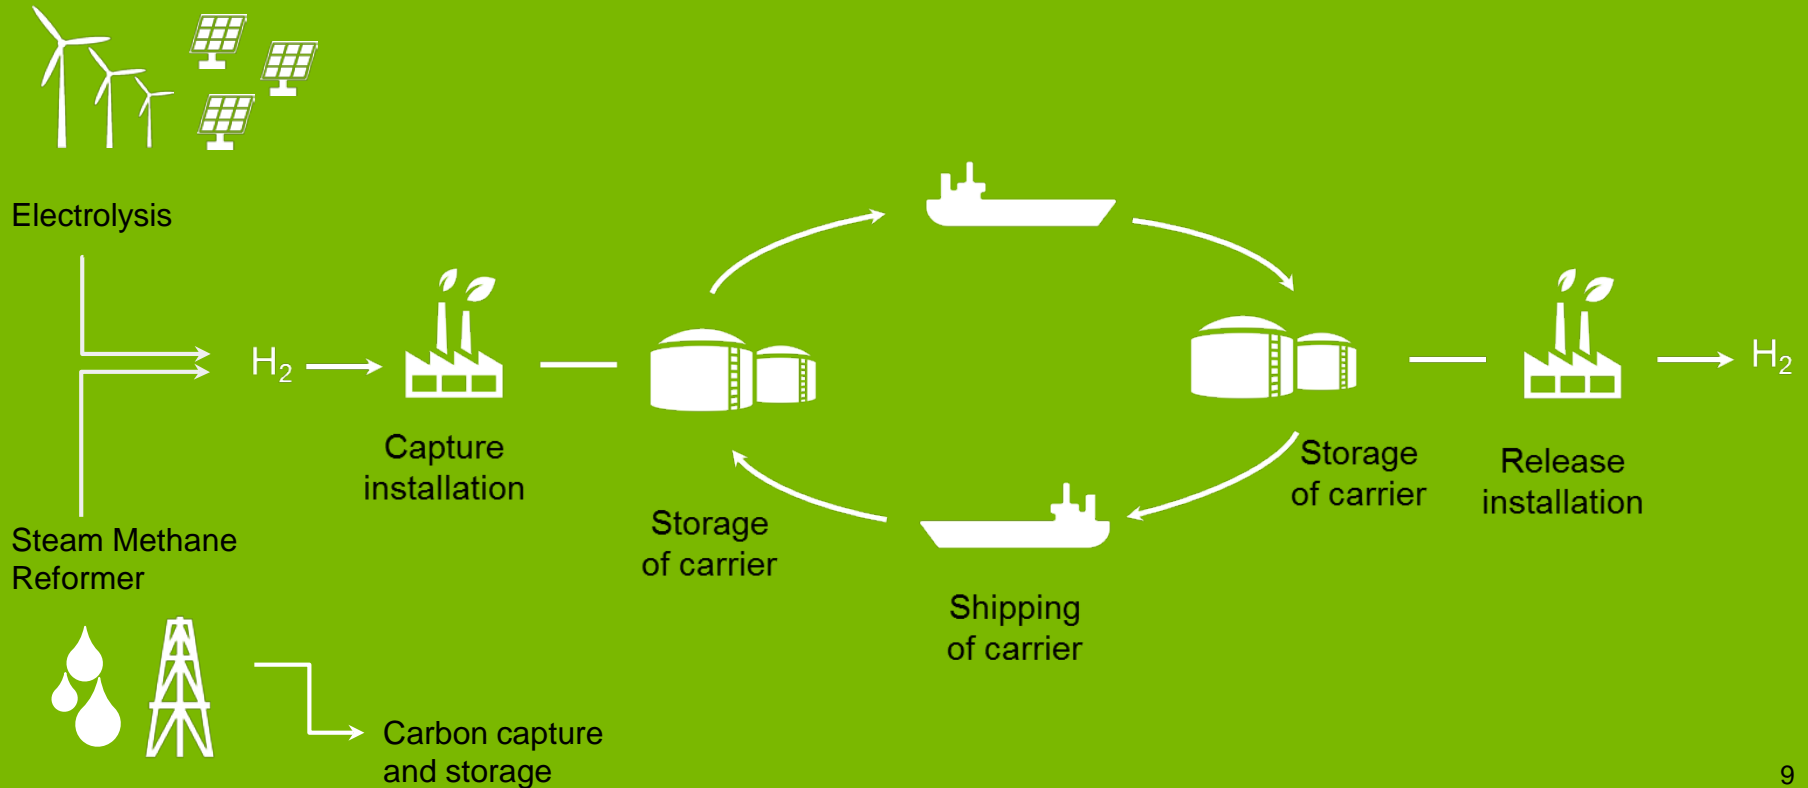 Electrolysis
H₂
H₂
Capture
installation
Storage
of carrier
Release
installation
Storage
of carrier
Steam Methane
Reformer
Shipping
of carrier
Carbon capture
and storage
9